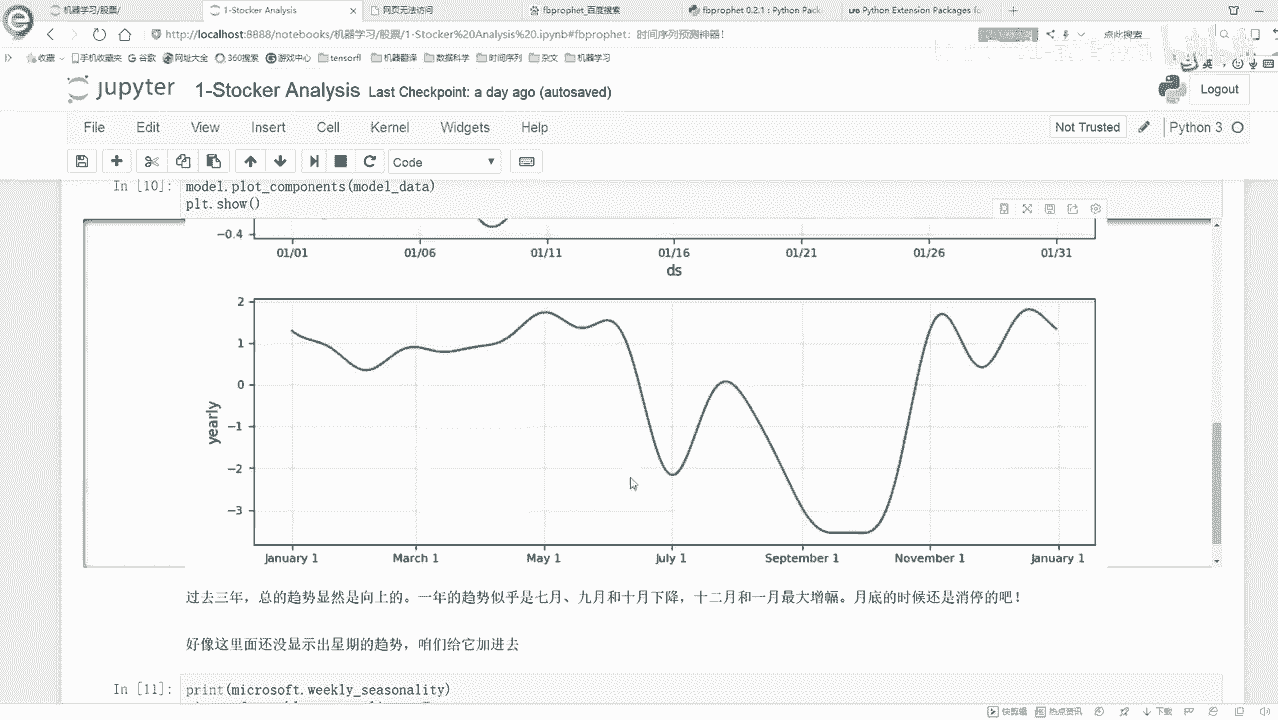 机器学习/股票/
1-Stocker Analysis
网页无法访问
fbprophet_百度搜索
fbprophet 0.2.1 : Python Pack
Python Extension Packages fo
http://localhost:8888/notebooks/机器学习/股票/1-Stocker%20Analysis%20.ipynb#fbprophet：时间序列预测神器！
点此搜索
收藏 手机收藏夹 谷歌 网址大全 360搜索 游戏中心 tensorfl 机器翻译 数据科学 时间序列 杂文 机器学习
jupyter 1-Stocker Analysis Last Checkpoint: a day ago (autosaved)
Logout
File Edit View Insert Cell Kernel Widgets Help
Not Trusted
Python 3
Code
In [10]: model.plot_components(model_data)
plt.show()
−0.4
01/01 01/06 01/11 01/16 01/21 01/26 01/31
ds
2
1
0
−1
−2
−3
yearly
January 1 March 1 May 1 July 1 September 1 November 1 January 1
过去三年，总的趋势显然是向上的。一年的趋势似乎是七月、九月和十月下降，十二月和一月最大增幅。月底的时候还是消停的吧！
好像这里面还没显示出星期的趋势，咱们给它加进去
In [11]: print(microsoft.weekly_seasonality)
快剪辑 热点资讯 下载